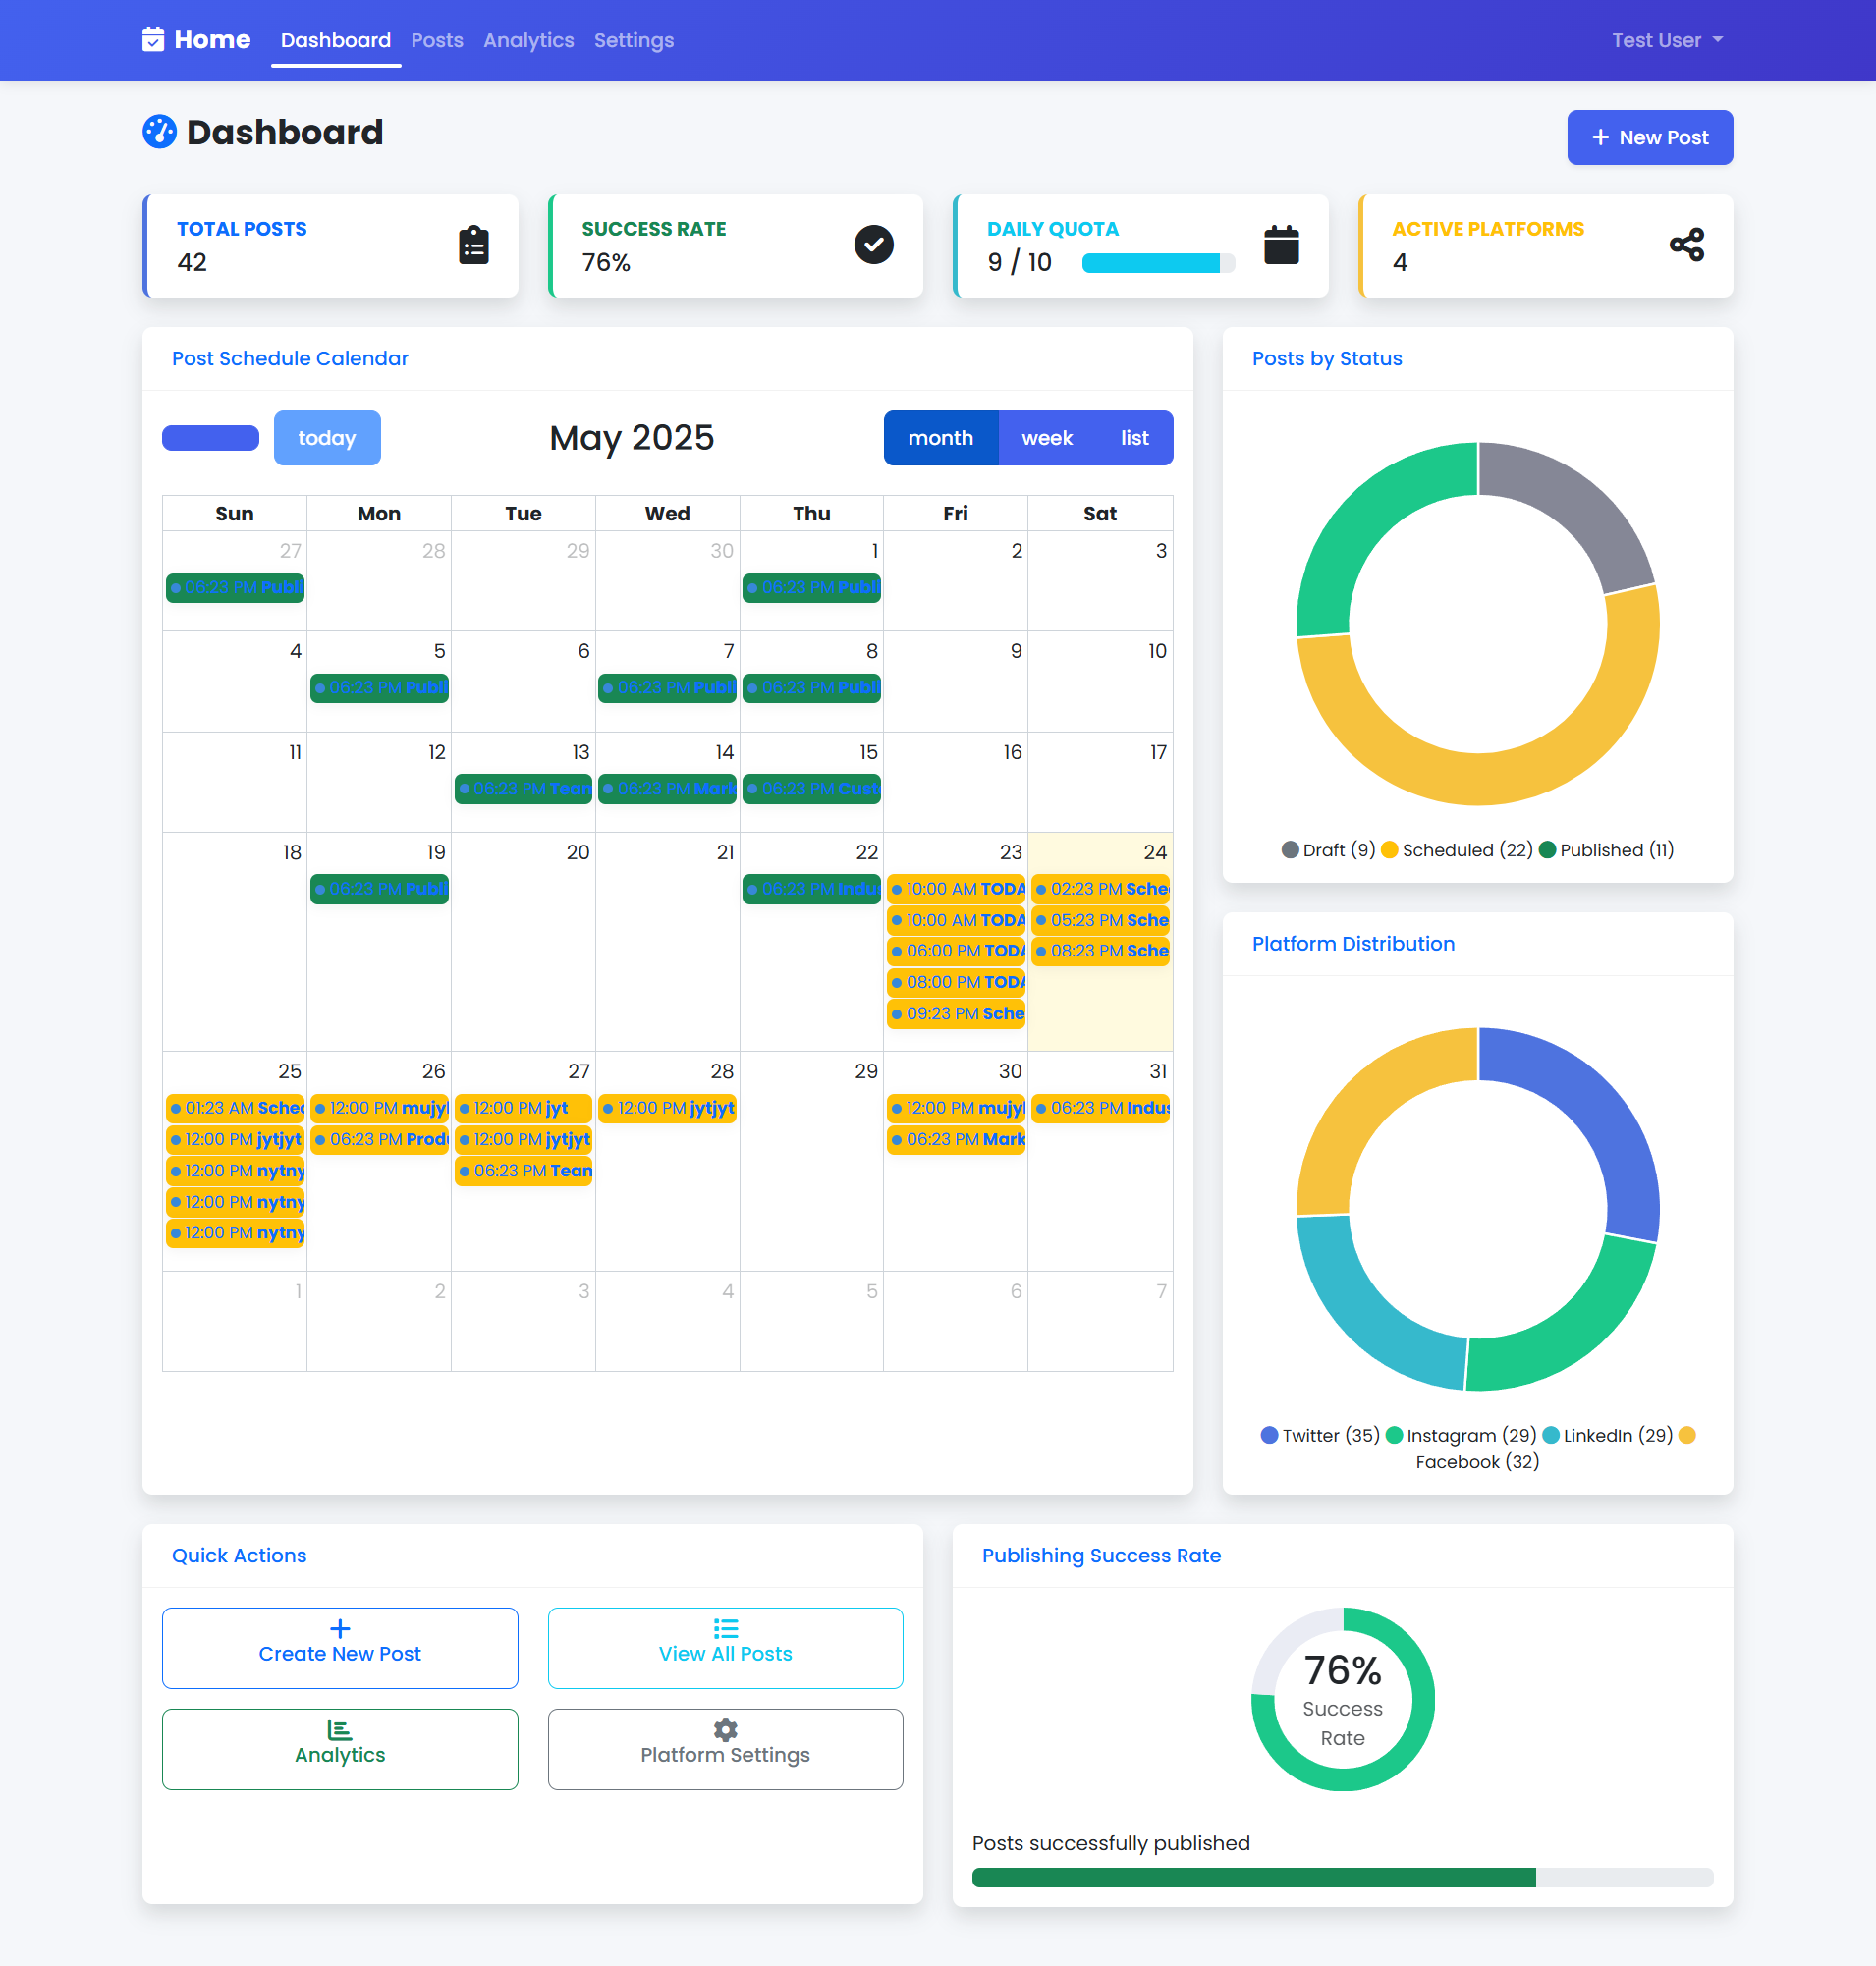 Home Dashboard Posts Analytics Settings Test User
Dashboard
+ New Post
TOTAL POSTS
42
SUCCESS RATE
76%
DAILY QUOTA
9 / 10
ACTIVE PLATFORMS
4
Post Schedule Calendar
today
May 2025
month week list
Sun Mon Tue Wed Thu Fri Sat
27 28 29 30 1 2 3
06:23 PM Publi 06:23 PM Publi
4 5 6 7 8 9 10
06:23 PM Publi 06:23 PM Publi 06:23 PM Publi
11 12 13 14 15 16 17
06:23 PM Tean 06:23 PM Mark 06:23 PM Cust
18 19 20 21 22 23 24
06:23 PM Publi 06:23 PM Indus 10:00 AM TODA 02:23 PM Sche
10:00 AM TODA 05:23 PM Sche
06:00 PM TODA 08:23 PM Sche
08:00 PM TODA
09:23 PM Sche
25 26 27 28 29 30 31
01:23 AM Sched 12:00 PM mujyl 12:00 PM jyt 12:00 PM jytjyt 12:00 PM mujyl 06:23 PM Indus
12:00 PM jytjyt 06:23 PM Produ 12:00 PM jytjyt 06:23 PM Mark
12:00 PM nytny 06:23 PM Tean
12:00 PM nytny
12:00 PM nytny
1 2 3 4 5 6 7
Posts by Status
Draft (9) Scheduled (22) Published (11)
Platform Distribution
Twitter (35) Instagram (29) LinkedIn (29)
Facebook (32)
Quick Actions
Create New Post
View All Posts
Analytics
Platform Settings
Publishing Success Rate
76%
Success
Rate
Posts successfully published